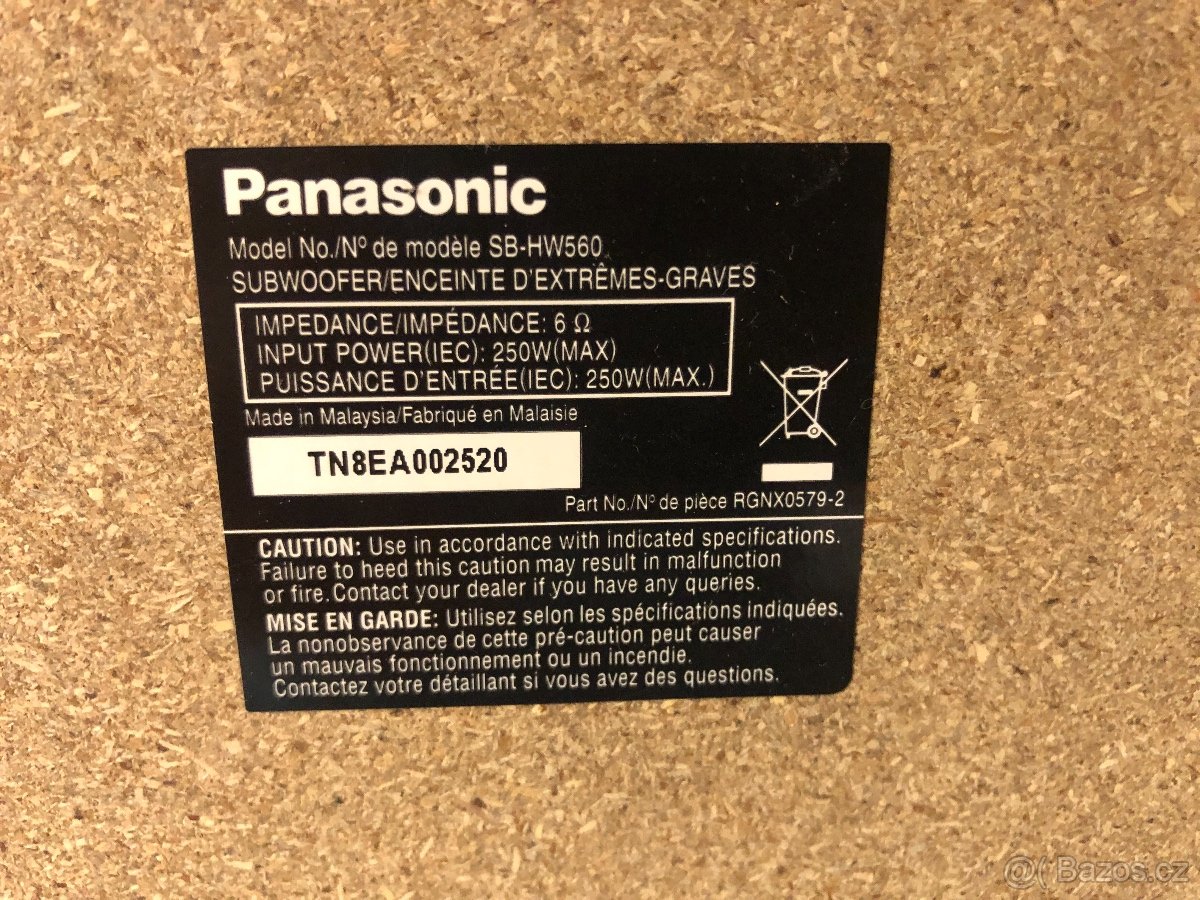 Panasonic
Model No./Nº de modèle SB-HW560
SUBWOOFER/ENCEINTE D'EXTRÊMES-GRAVES
IMPEDANCE/IMPÉDANCE: 6 Ω
INPUT POWER(IEC): 250W(MAX)
PUISSANCE D'ENTRÉE(IEC): 250W(MAX.)
Made in Malaysia/Fabriqué en Malaisie
TN8EA002520
Part No./Nº de pièce RGNX0579-2
CAUTION: Use in accordance with indicated specifications.
Failure to heed this caution may result in malfunction
or fire.Contact your dealer if you have any queries.
MISE EN GARDE: Utilisez selon les spécifications indiquées.
La nonobservance de cette pré-caution peut causer
un mauvais fonctionnement ou un incendie.
Contactez votre détaillant si vous avez des questions.
@( Bazos.cz